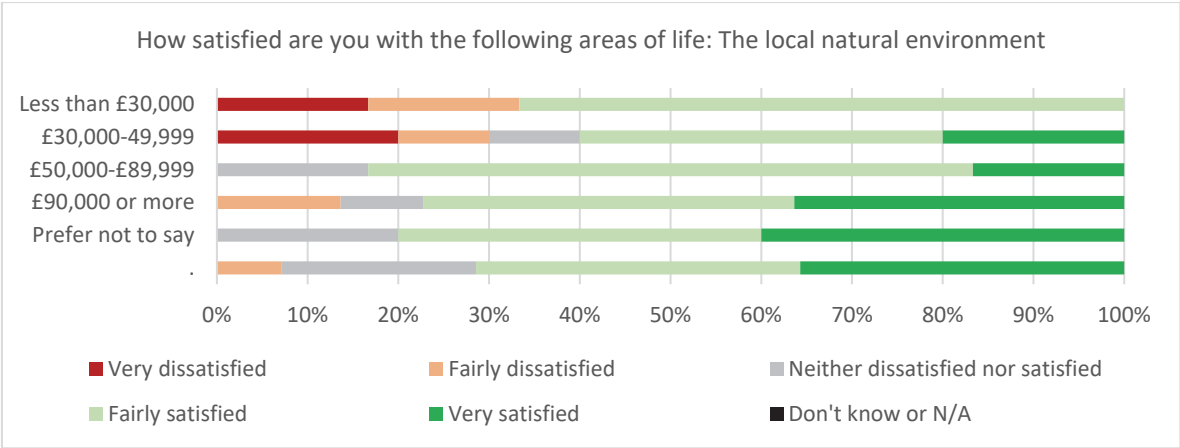 How satisfied are you with the following areas of life: The local natural environment
Less than £30,000
£30,000-49,999
£50,000-£89,999
£90,000 or more
Prefer not to say
.
0% 10% 20% 30% 40% 50% 60% 70% 80% 90% 100%
Very dissatisfied Fairly dissatisfied Neither dissatisfied nor satisfied
Fairly satisfied Very satisfied Don't know or N/A